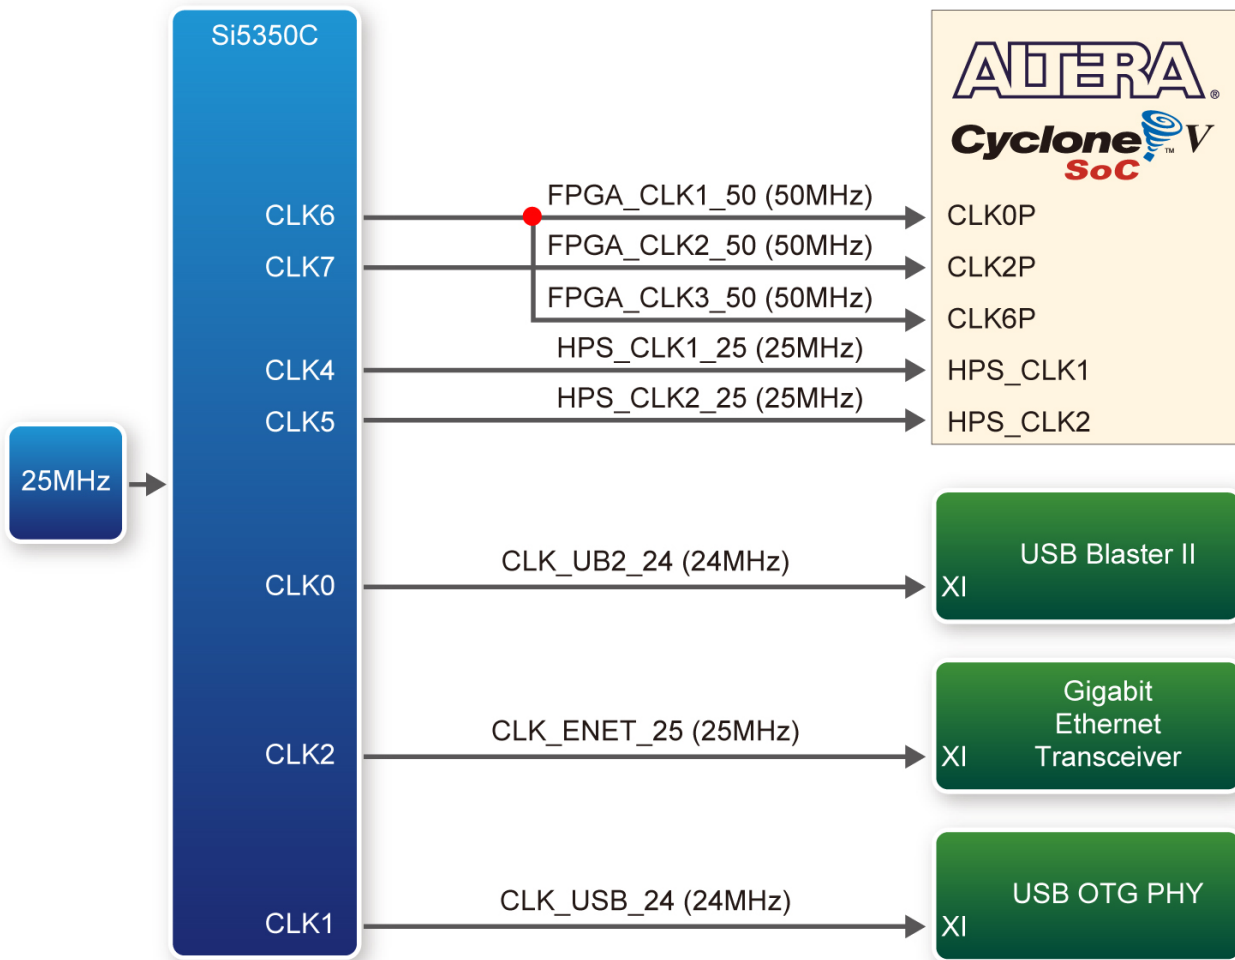 Si5350C
ALTERA®
Cyclone™ V
SoC
CLK6
FPGA_CLK1_50 (50MHz)
CLK0P
CLK7
FPGA_CLK2_50 (50MHz)
CLK2P
FPGA_CLK3_50 (50MHz)
CLK6P
CLK4
HPS_CLK1_25 (25MHz)
HPS_CLK1
CLK5
HPS_CLK2_25 (25MHz)
HPS_CLK2
25MHz
CLK0
CLK_UB2_24 (24MHz)
USB Blaster II
XI
CLK2
CLK_ENET_25 (25MHz)
Gigabit
Ethernet
Transceiver
XI
CLK1
CLK_USB_24 (24MHz)
USB OTG PHY
XI